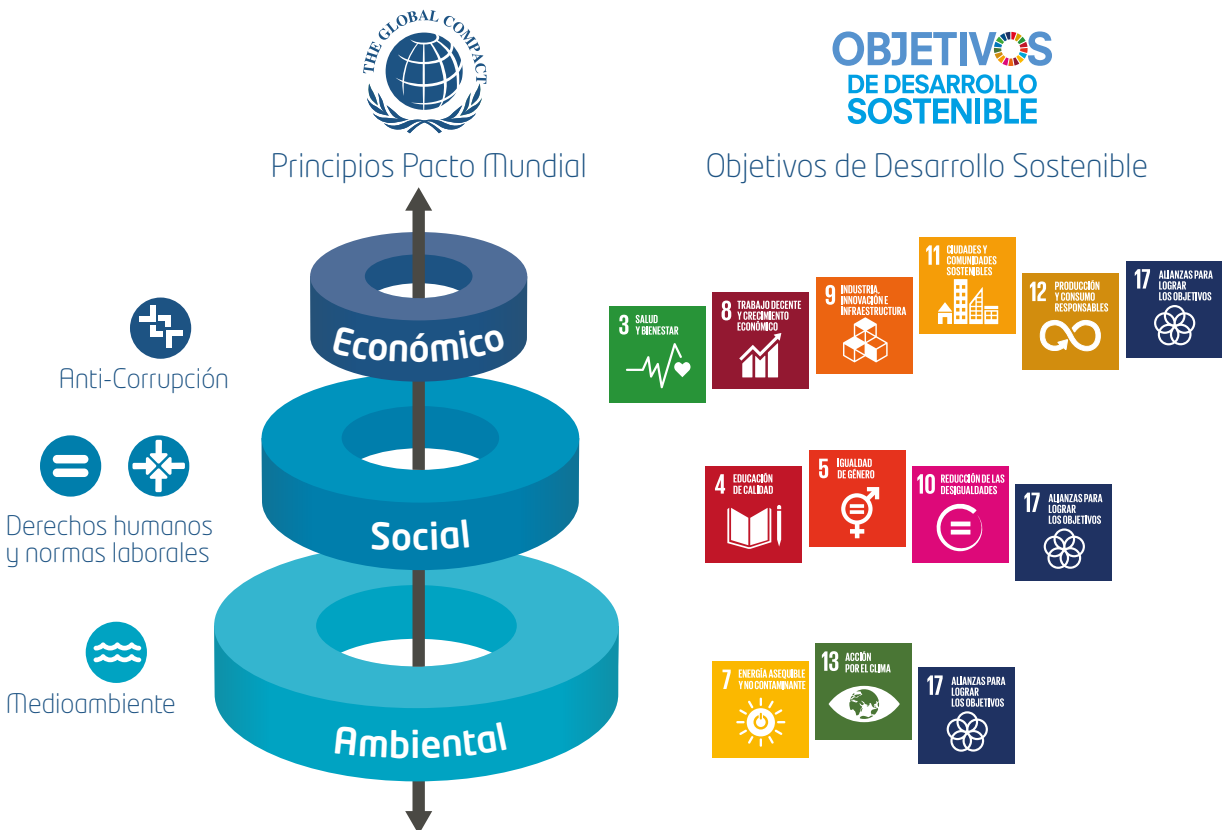 THE GLOBAL COMPACT
OBJETIVOS
DE DESARROLLO
SOSTENIBLE
Principios Pacto Mundial
Objetivos de Desarrollo Sostenible
Anti-Corrupción
Económico
3 SALUD
Y BIENESTAR
8 TRABAJO DECENTE
Y CRECIMIENTO
ECONÓMICO
9 INDUSTRIA,
INNOVACIÓN E
INFRAESTRUCTURA
11 CIUDADES Y
COMUNIDADES
SOSTENIBLES
12 PRODUCCIÓN
Y CONSUMO
RESPONSABLES
17 ALIANZAS PARA
LOGRAR
LOS OBJETIVOS
Derechos humanos
y normas laborales
Social
4 EDUCACIÓN
DE CALIDAD
5 IGUALDAD
DE GÉNERO
10 REDUCCIÓN DE LAS
DESIGUALDADES
17 ALIANZAS PARA
LOGRAR
LOS OBJETIVOS
Medioambiente
Ambiental
7 ENERGÍA ASEQUIBLE
Y NO CONTAMINANTE
13 ACCIÓN
POR EL CLIMA
17 ALIANZAS PARA
LOGRAR
LOS OBJETIVOS